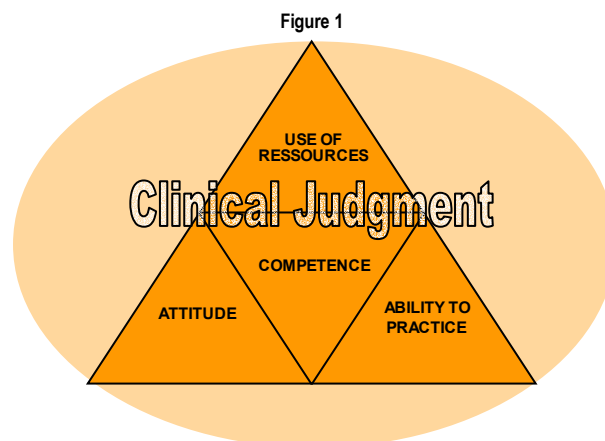 Figure 1
USE OF
RESSOURCES
Clinical Judgment
COMPETENCE
ATTITUDE
ABILITY TO
PRACTICE